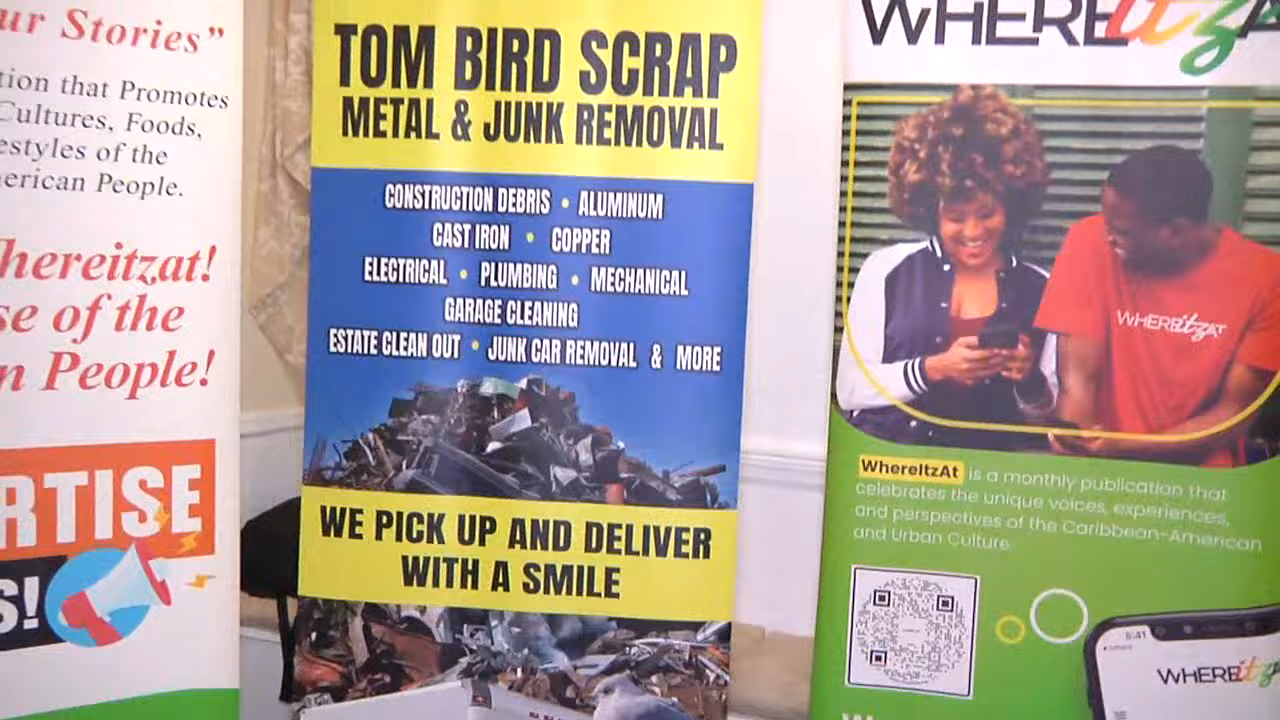 ur Stories”
tion that Promotes
Cultures, Foods,
estyles of the
erican People.
hereitzat!
se of the
n People!
RTISE
S!
TOM BIRD SCRAP
METAL & JUNK REMOVAL
CONSTRUCTION DEBRIS • ALUMINUM
CAST IRON • COPPER
ELECTRICAL • PLUMBING • MECHANICAL
GARAGE CLEANING
ESTATE CLEAN OUT • JUNK CAR REMOVAL & MORE
WE PICK UP AND DELIVER
WITH A SMILE
WHEREitzA
WHEREitzAT
WhereItzAt is a monthly publication that
celebrates the unique voices, experiences,
and perspectives of the Caribbean-American
and Urban Culture.
5:41
WHEREitz